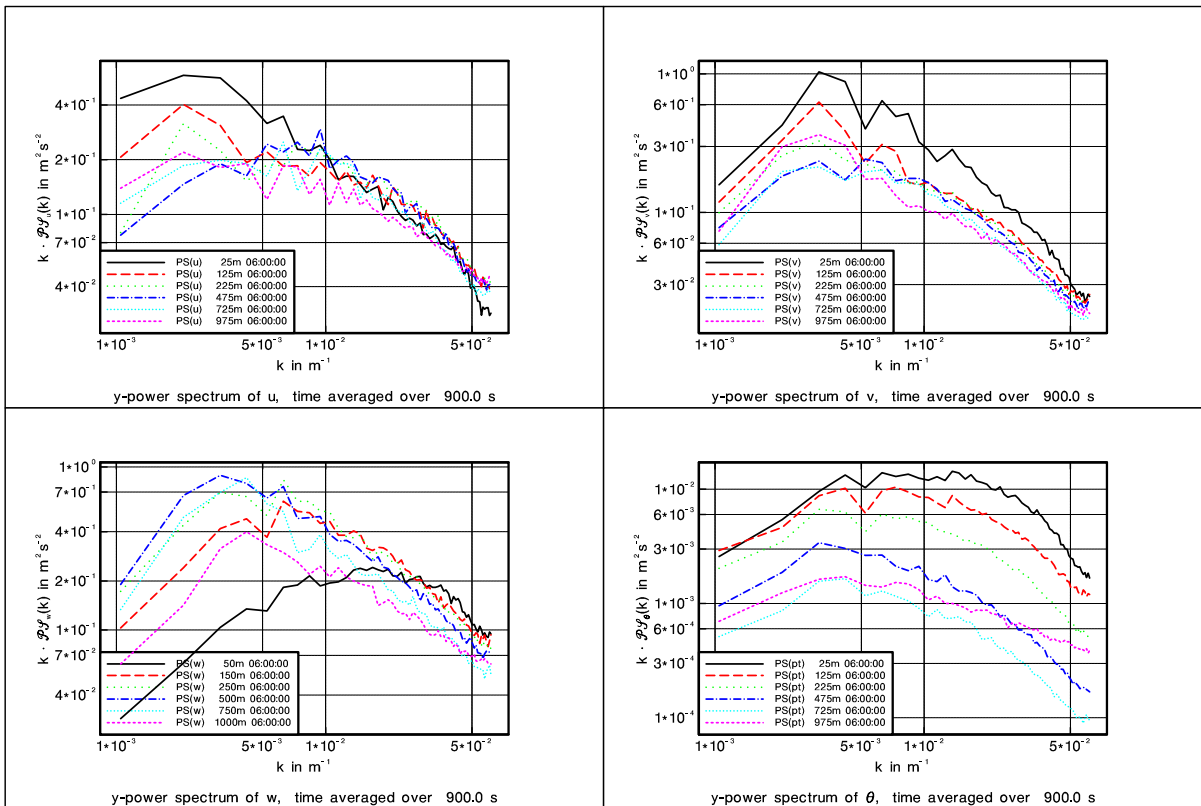 4*10⁻¹
2*10⁻¹
1*10⁻¹
7*10⁻²
4*10⁻²
k · 𝒫𝒮ᵤ(k) in m² s⁻²
PS(u) 25m 06:00:00
PS(u) 125m 06:00:00
PS(u) 225m 06:00:00
PS(u) 475m 06:00:00
PS(u) 725m 06:00:00
PS(u) 975m 06:00:00
1*10⁻³ 5*10⁻³ 1*10⁻² 5*10⁻²
k in m⁻¹
y-power spectrum of u, time averaged over 900.0 s
1*10⁰
6*10⁻¹
3*10⁻¹
1*10⁻¹
6*10⁻²
3*10⁻²
k · 𝒫𝒮ᵥ(k) in m² s⁻²
PS(v) 25m 06:00:00
PS(v) 125m 06:00:00
PS(v) 225m 06:00:00
PS(v) 475m 06:00:00
PS(v) 725m 06:00:00
PS(v) 975m 06:00:00
1*10⁻³ 5*10⁻³ 1*10⁻² 5*10⁻²
k in m⁻¹
y-power spectrum of v, time averaged over 900.0 s
1*10⁰
7*10⁻¹
4*10⁻¹
2*10⁻¹
1*10⁻¹
7*10⁻²
4*10⁻²
k · 𝒫𝒮w(k) in m² s⁻²
PS(w) 50m 06:00:00
PS(w) 150m 06:00:00
PS(w) 250m 06:00:00
PS(w) 500m 06:00:00
PS(w) 750m 06:00:00
PS(w) 1000m 06:00:00
1*10⁻³ 5*10⁻³ 1*10⁻² 5*10⁻²
k in m⁻¹
y-power spectrum of w, time averaged over 900.0 s
1*10⁻²
6*10⁻³
3*10⁻³
1*10⁻³
6*10⁻⁴
3*10⁻⁴
1*10⁻⁴
k · 𝒫𝒮θ(k) in m² s⁻²
PS(pt) 25m 06:00:00
PS(pt) 125m 06:00:00
PS(pt) 225m 06:00:00
PS(pt) 475m 06:00:00
PS(pt) 725m 06:00:00
PS(pt) 975m 06:00:00
1*10⁻³ 5*10⁻³ 1*10⁻² 5*10⁻²
k in m⁻¹
y-power spectrum of θ, time averaged over 900.0 s